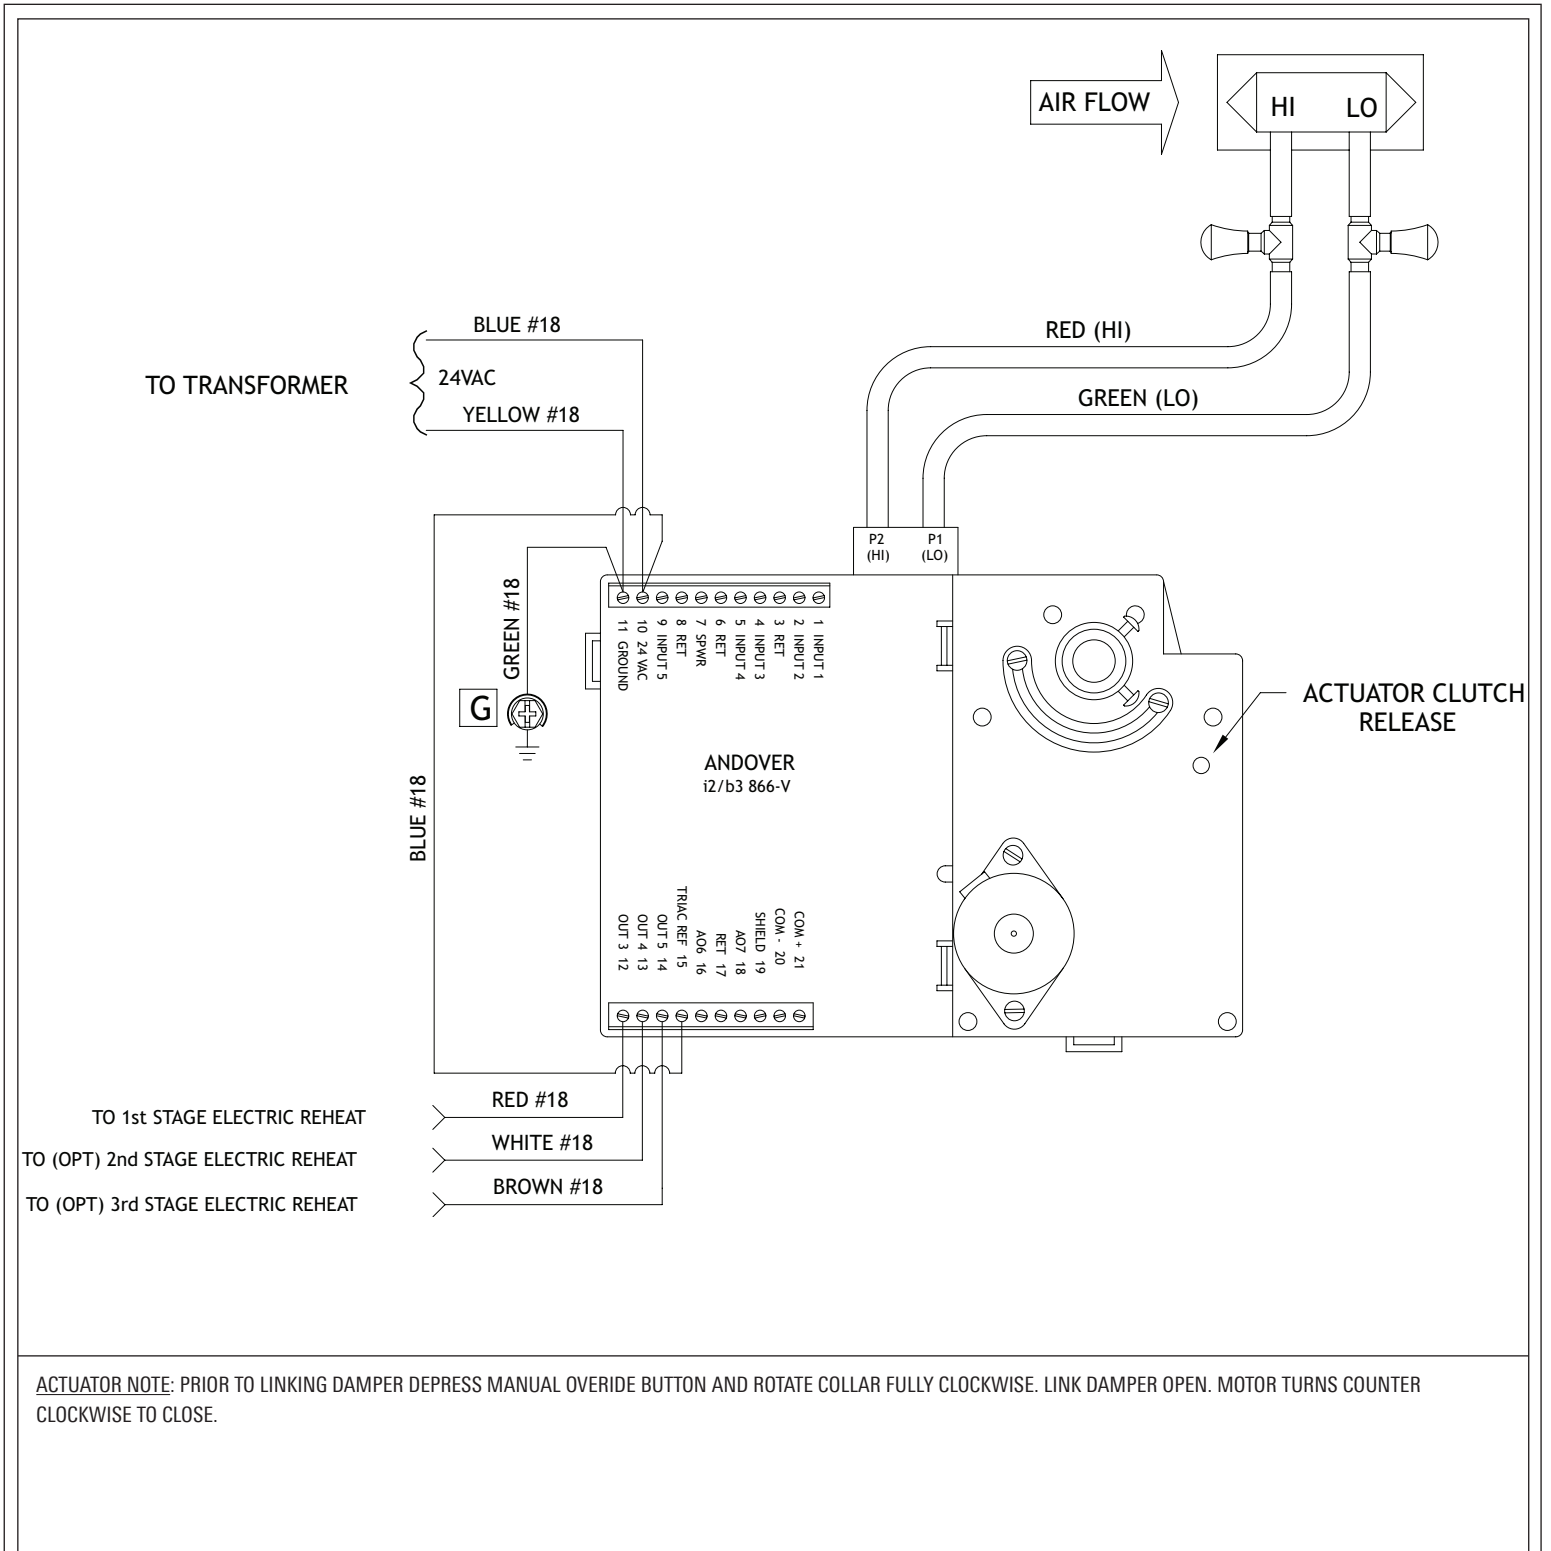 AIR FLOW
HI LO
BLUE #18
RED (HI)
TO TRANSFORMER
24VAC
GREEN (LO)
YELLOW #18
P2
(HI)
P1
(LO)
GREEN #18
11 GROUND
10 24 VAC
9 INPUT 5
8 RET
7 SPWR
6 RET
5 INPUT 4
4 INPUT 3
3 RET
2 INPUT 2
1 INPUT 1
G
ACTUATOR CLUTCH
RELEASE
ANDOVER
i2/b3 866-V
BLUE #18
OUT 3 12
OUT 4 13
OUT 5 14
TRIAC REF 15
AO6 16
RET 17
AO7 18
SHIELD 19
COM - 20
COM + 21
RED #18
TO 1st STAGE ELECTRIC REHEAT
WHITE #18
TO (OPT) 2nd STAGE ELECTRIC REHEAT
BROWN #18
TO (OPT) 3rd STAGE ELECTRIC REHEAT
ACTUATOR NOTE: PRIOR TO LINKING DAMPER DEPRESS MANUAL OVERIDE BUTTON AND ROTATE COLLAR FULLY CLOCKWISE. LINK DAMPER OPEN. MOTOR TURNS COUNTER
CLOCKWISE TO CLOSE.